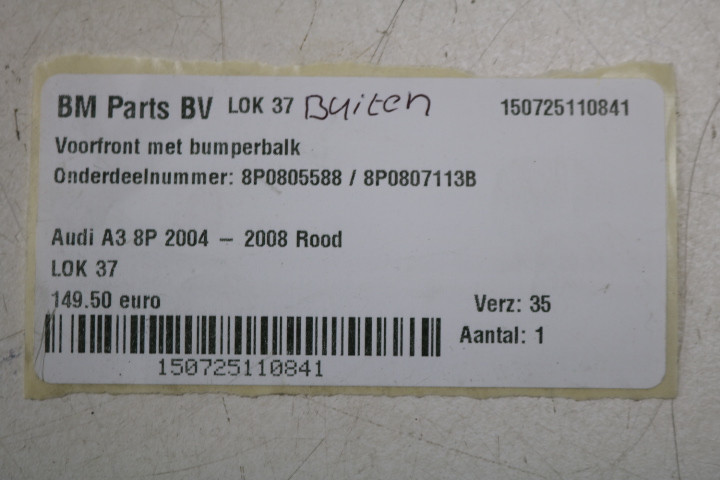 BM Parts BV LOK 37 Buiten 150725110841
Voorfront met bumperbalk
Onderdeelnummer: 8P0805588 / 8P0807113B
Audi A3 8P 2004 – 2008 Rood
LOK 37
149.50 euro Verz: 35
Aantal: 1
150725110841